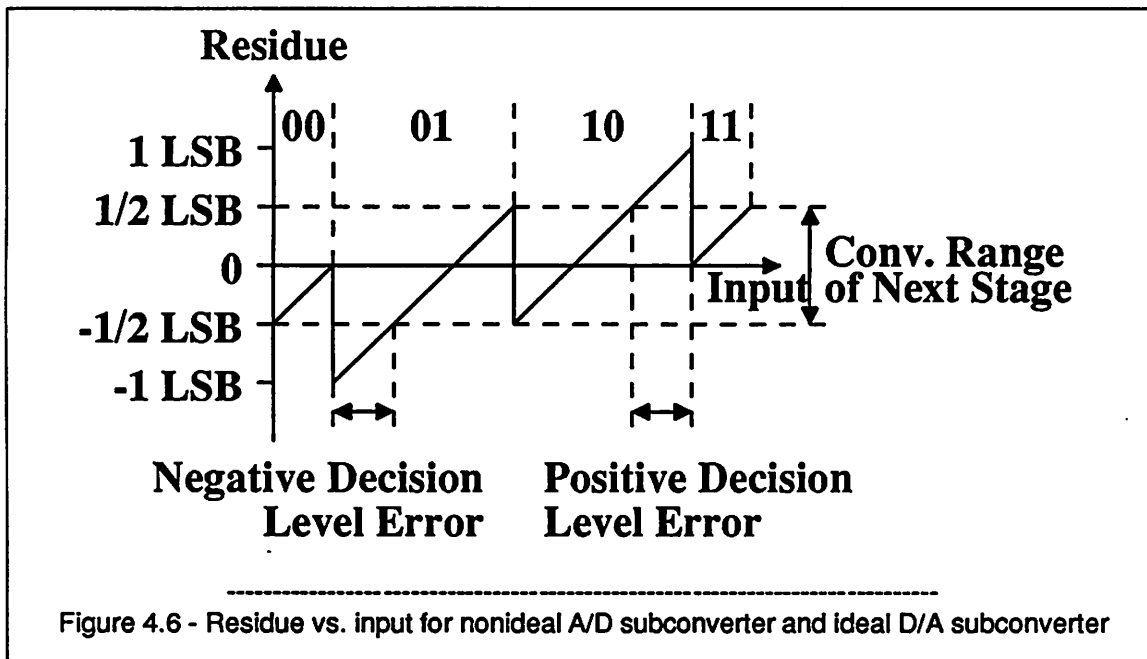 Residue
00 01 10 11
1 LSB
1/2 LSB
0
-1/2 LSB
-1 LSB
Conv. Range
Input of Next Stage
Negative Decision
Level Error
Positive Decision
Level Error
Figure 4.6 - Residue vs. input for nonideal A/D subconverter and ideal D/A subconverter